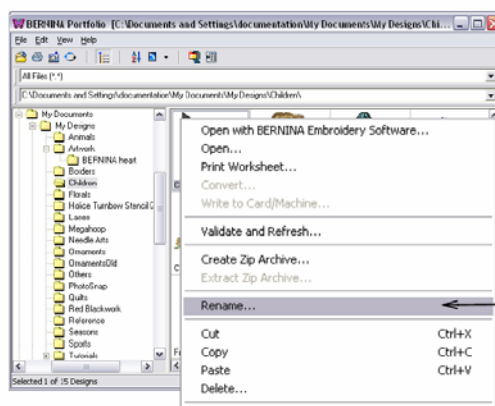 BERNINA Portfolio [C:\Documents and Settings\documentation\My Documents\My Designs\Chi...
File Edit View Help
All Files (*.*)
C:\Documents and Settings\documentation\My Documents\My Designs\Children\
My Documents
My Designs
Animals
Artwork
BERNINA heat
Borders
Children
Florals
Hoice Turnbow Stencil C
Laces
Megahoop
Needle Arts
Ornaments
OrnamentsOld
Others
PhotoSnap
Quilts
Red Blackwork
Reference
Seasons
Sports
Tutorials
Selected 1 of 15 Designs
Open with BERNINA Embroidery Software...
Open...
Print Worksheet...
Convert...
Write to Card/Machine...
Validate and Refresh...
Create Zip Archive...
Extract Zip Archive...
Rename...
Cut Ctrl+X
Copy Ctrl+C
Paste Ctrl+V
Delete...